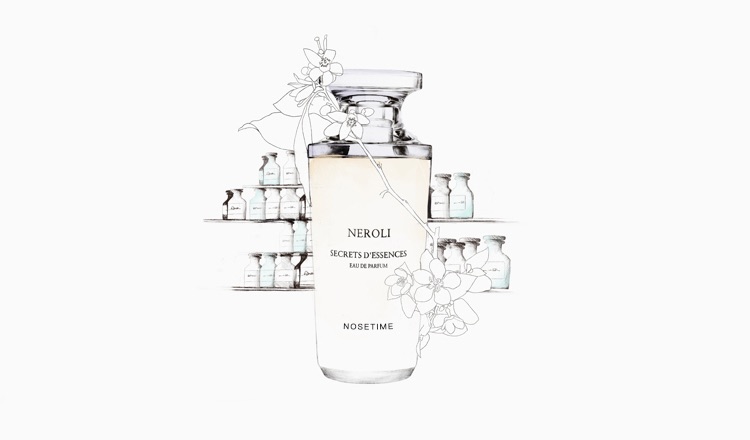 NEROLI
SECRETS D'ESSENCES
EAU DE PARFUM
NOSETIME